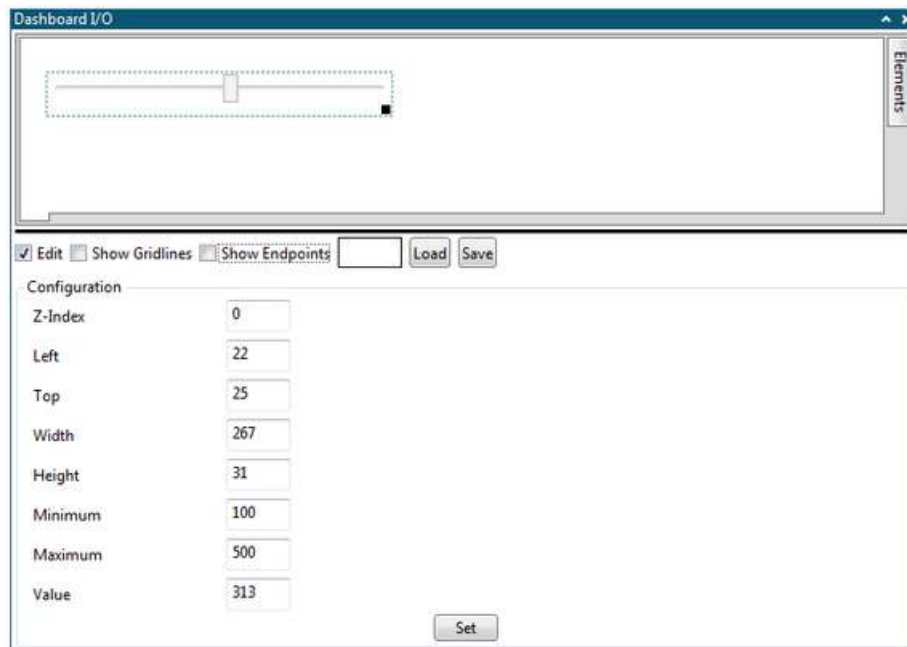 Dashboard I/O
Elements
Edit Show Gridlines Show Endpoints Load Save
Configuration
Z-Index 0
Left 22
Top 25
Width 267
Height 31
Minimum 100
Maximum 500
Value 313
Set